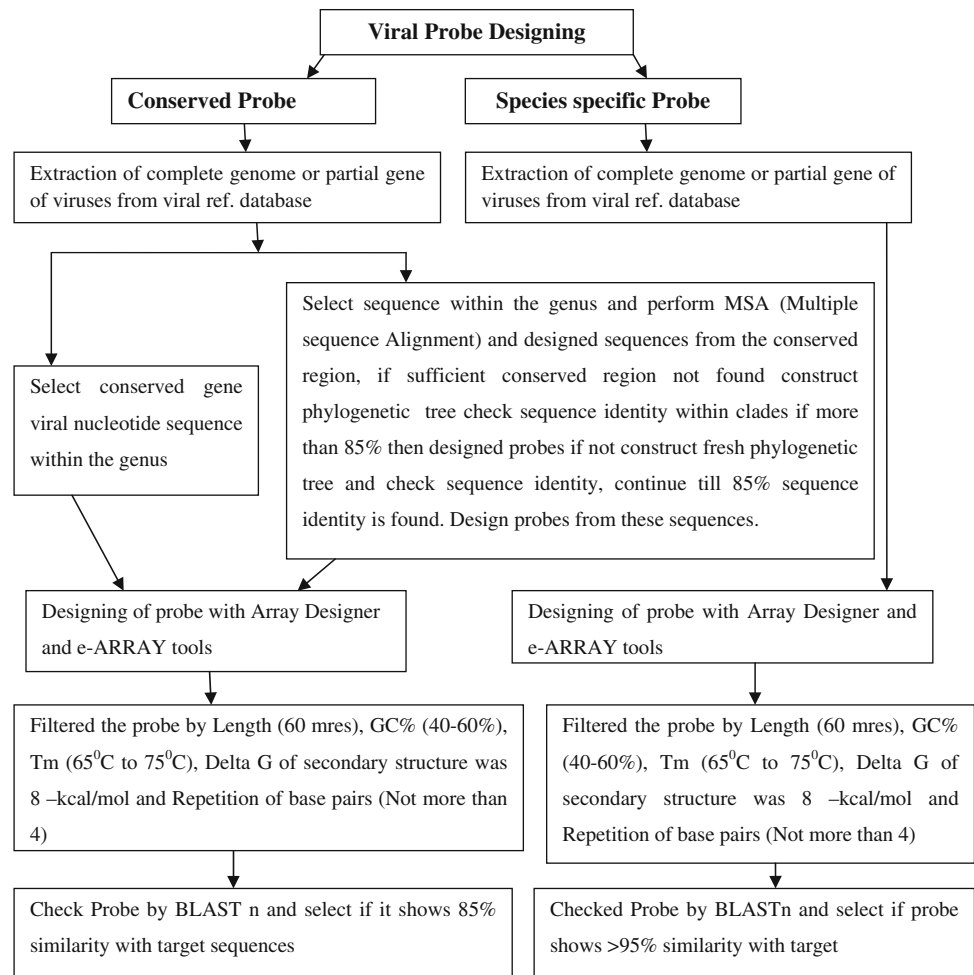 Viral Probe Designing
Conserved Probe
Species specific Probe
Extraction of complete genome or partial gene
of viruses from viral ref. database
Extraction of complete genome or partial gene of
viruses from viral ref. database
Select conserved gene
viral nucleotide sequence
within the genus
Select sequence within the genus and perform MSA (Multiple
sequence Alignment) and designed sequences from the conserved
region, if sufficient conserved region not found construct
phylogenetic tree check sequence identity within clades if more
than 85% then designed probes if not construct fresh phylogenetic
tree and check sequence identity, continue till 85% sequence
identity is found. Design probes from these sequences.
Designing of probe with Array Designer
and e-ARRAY tools
Designing of probe with Array Designer and
e-ARRAY tools
Filtered the probe by Length (60 mres), GC% (40-60%),
Tm (65⁰C to 75⁰C), Delta G of secondary structure was
8 –kcal/mol and Repetition of base pairs (Not more than
4)
Filtered the probe by Length (60 mres), GC%
(40-60%), Tm (65⁰C to 75⁰C), Delta G of
secondary structure was 8 –kcal/mol and
Repetition of base pairs (Not more than 4)
Check Probe by BLAST n and select if it shows 85%
similarity with target sequences
Checked Probe by BLASTn and select if probe
shows >95% similarity with target